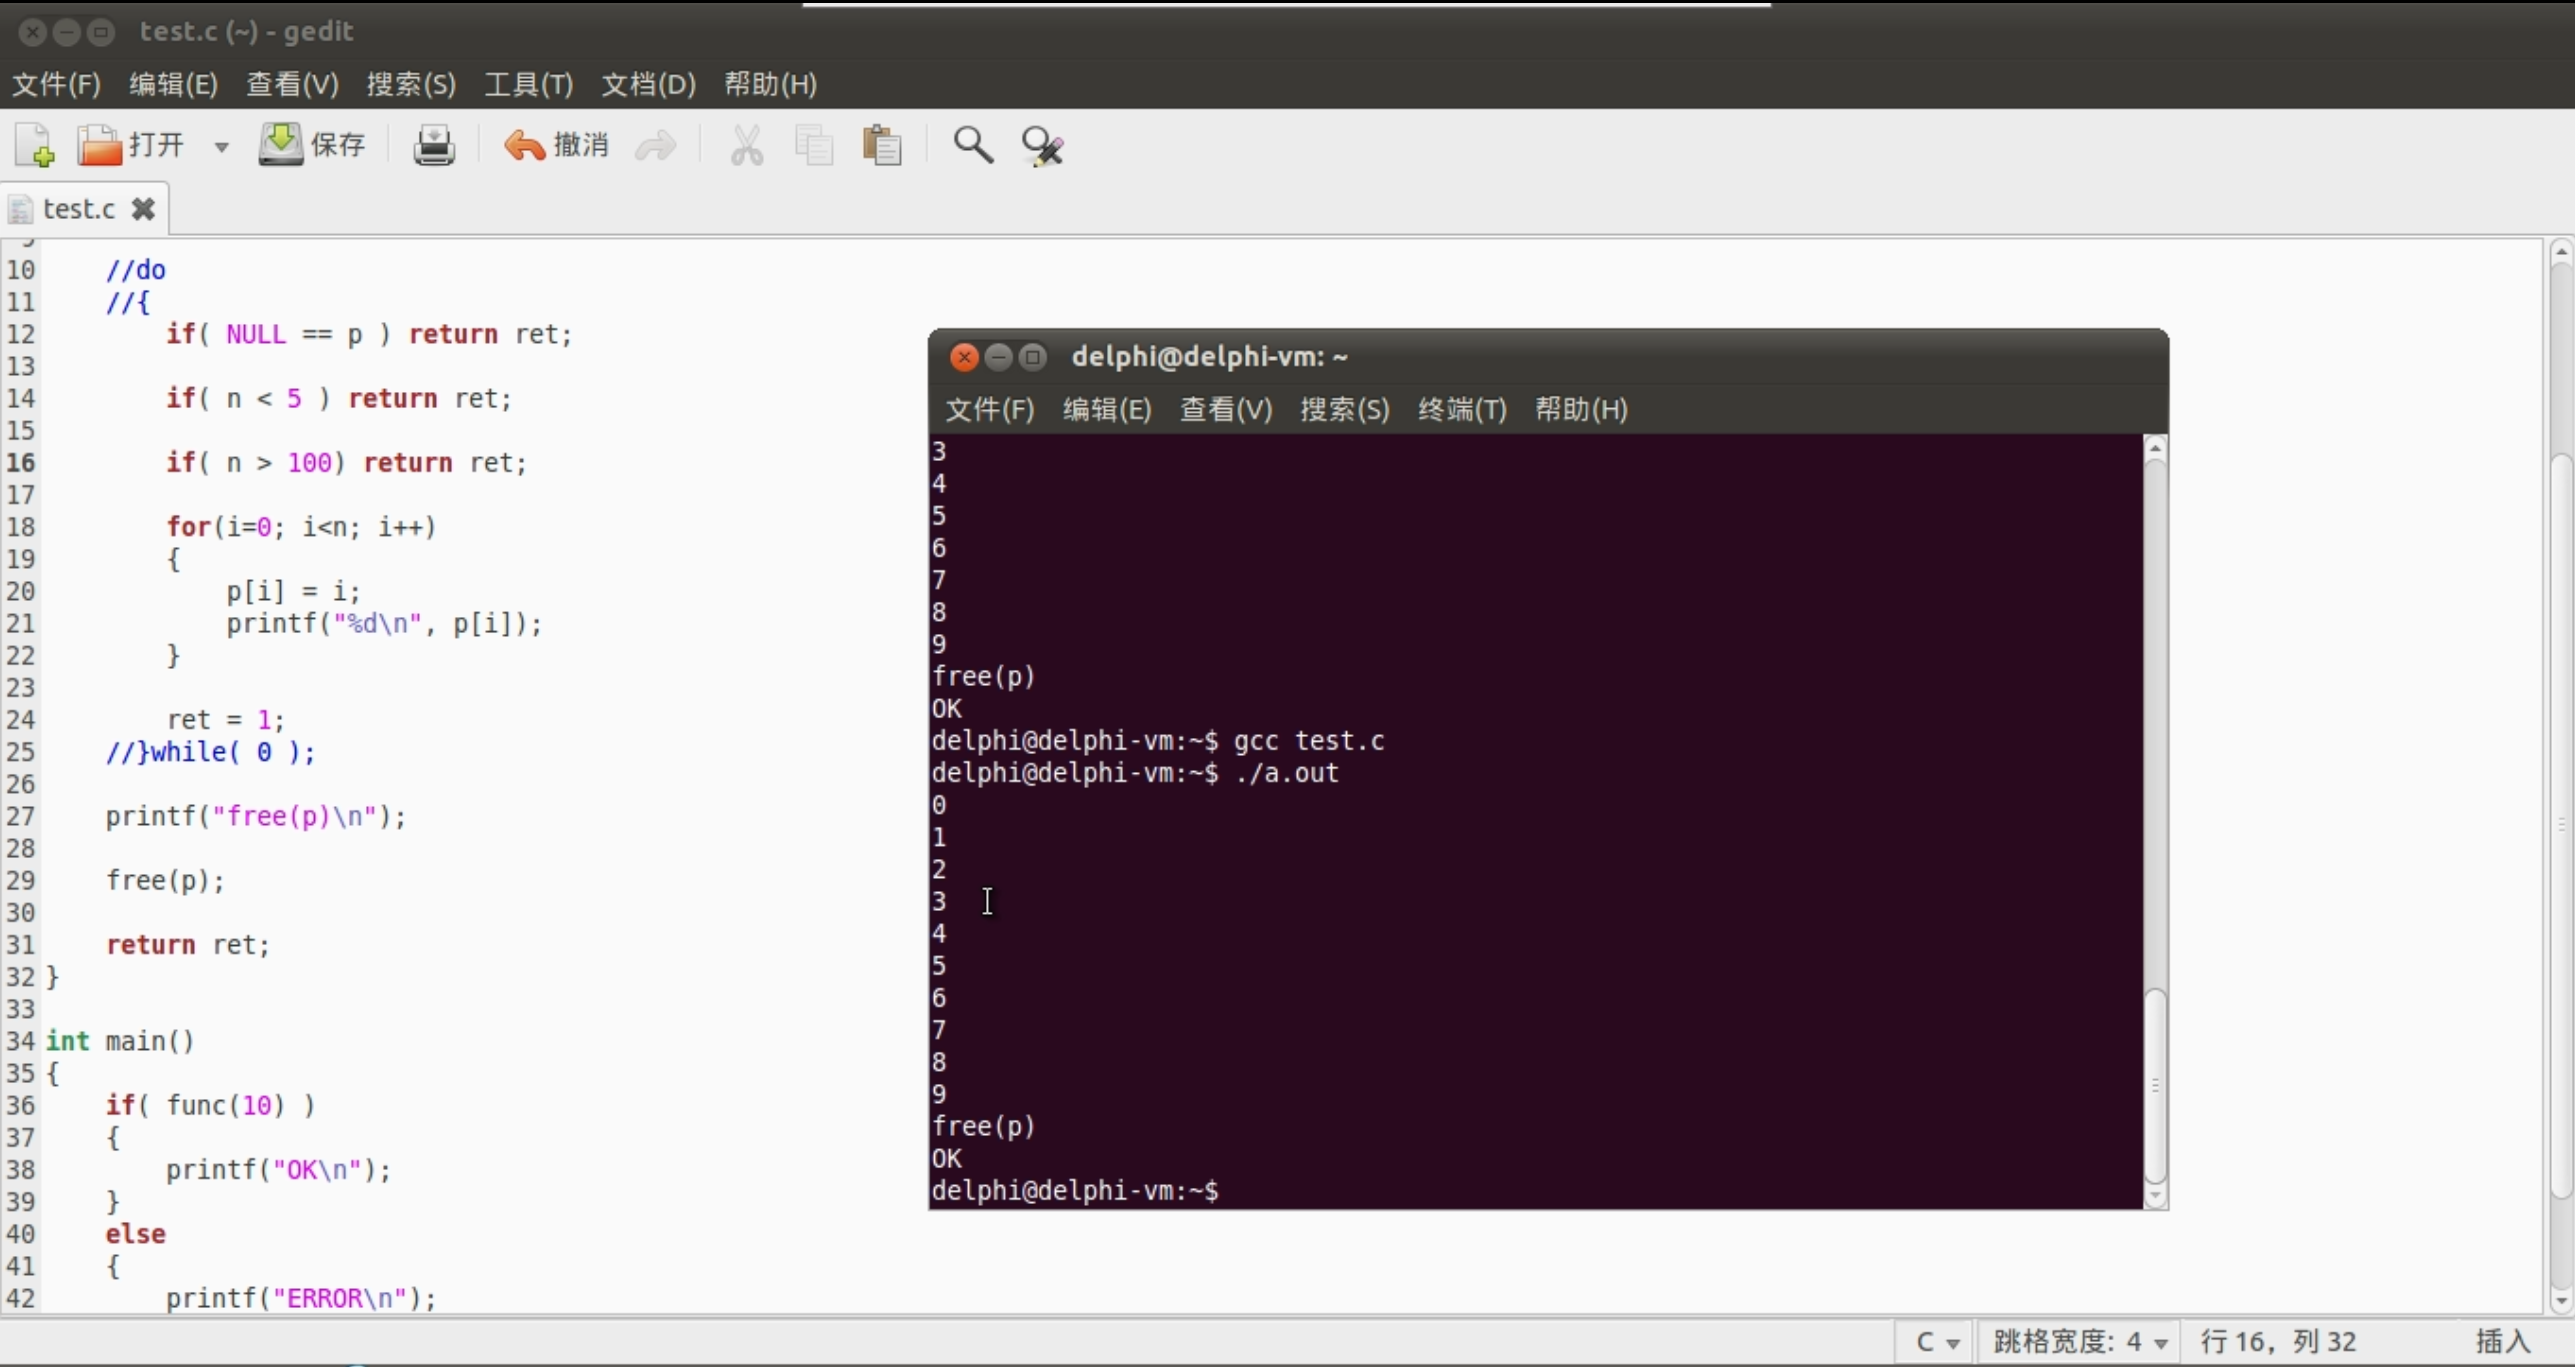 test.c (~) - gedit
文件(F) 编辑(E) 查看(V) 搜索(S) 工具(T) 文档(D) 帮助(H)
打开 保存 撤消
test.c
10     //do
11     //{
12         if( NULL == p ) return ret;
13
14         if( n < 5 ) return ret;
15
16         if( n > 100) return ret;
17
18         for(i=0; i<n; i++)
19         {
20             p[i] = i;
21             printf("%d\n", p[i]);
22         }
23
24         ret = 1;
25     //}while( 0 );
26
27     printf("free(p)\n");
28
29     free(p);
30
31     return ret;
32 }
33
34 int main()
35 {
36     if( func(10) )
37     {
38         printf("OK\n");
39     }
40     else
41     {
42         printf("ERROR\n");
delphi@delphi-vm: ~
文件(F) 编辑(E) 查看(V) 搜索(S) 终端(T) 帮助(H)
3
4
5
6
7
8
9
free(p)
OK
delphi@delphi-vm:~$ gcc test.c
delphi@delphi-vm:~$ ./a.out
0
1
2
3
4
5
6
7
8
9
free(p)
OK
delphi@delphi-vm:~$
C 跳格宽度: 4 行 16，列 32 插入